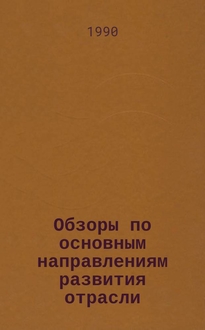 1990
Обзоры по
основным
направлениям
развития
отрасли